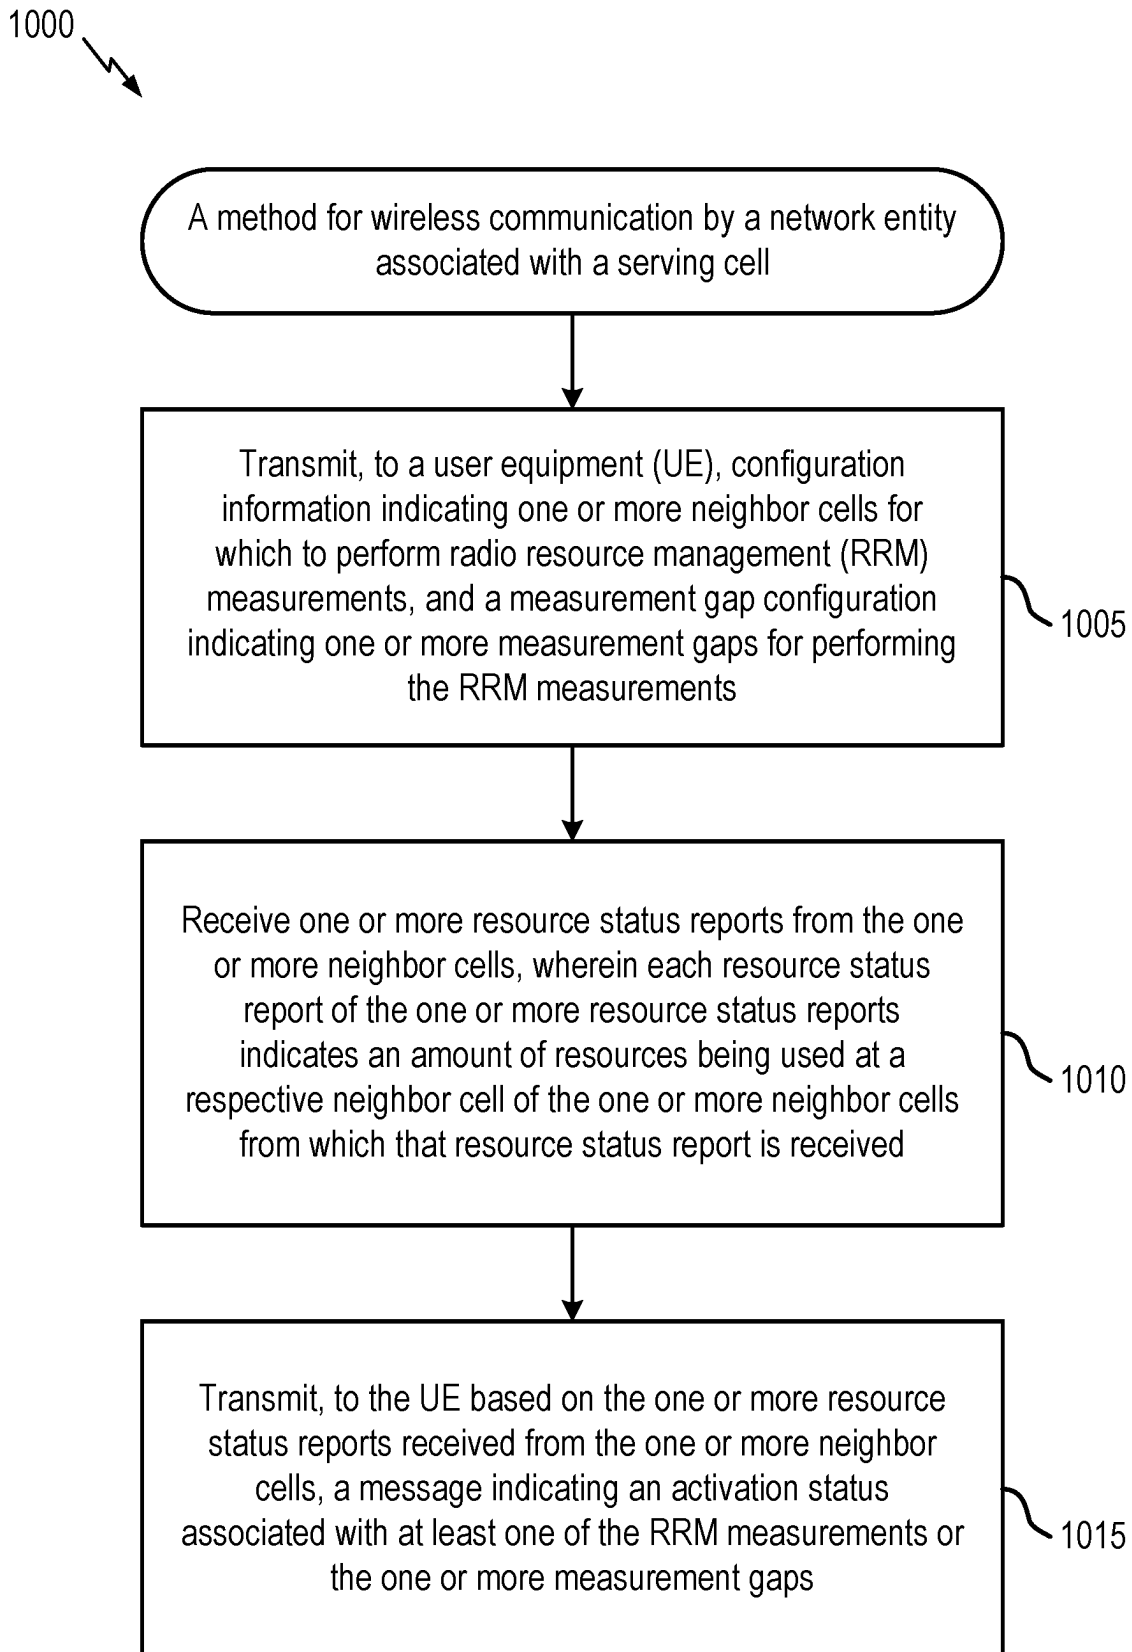 1000
A method for wireless communication by a network entity
associated with a serving cell
Transmit, to a user equipment (UE), configuration
information indicating one or more neighbor cells for
which to perform radio resource management (RRM)
measurements, and a measurement gap configuration
indicating one or more measurement gaps for performing
the RRM measurements
1005
Receive one or more resource status reports from the one
or more neighbor cells, wherein each resource status
report of the one or more resource status reports
indicates an amount of resources being used at a
respective neighbor cell of the one or more neighbor cells
from which that resource status report is received
1010
Transmit, to the UE based on the one or more resource
status reports received from the one or more neighbor
cells, a message indicating an activation status
associated with at least one of the RRM measurements or
the one or more measurement gaps
1015